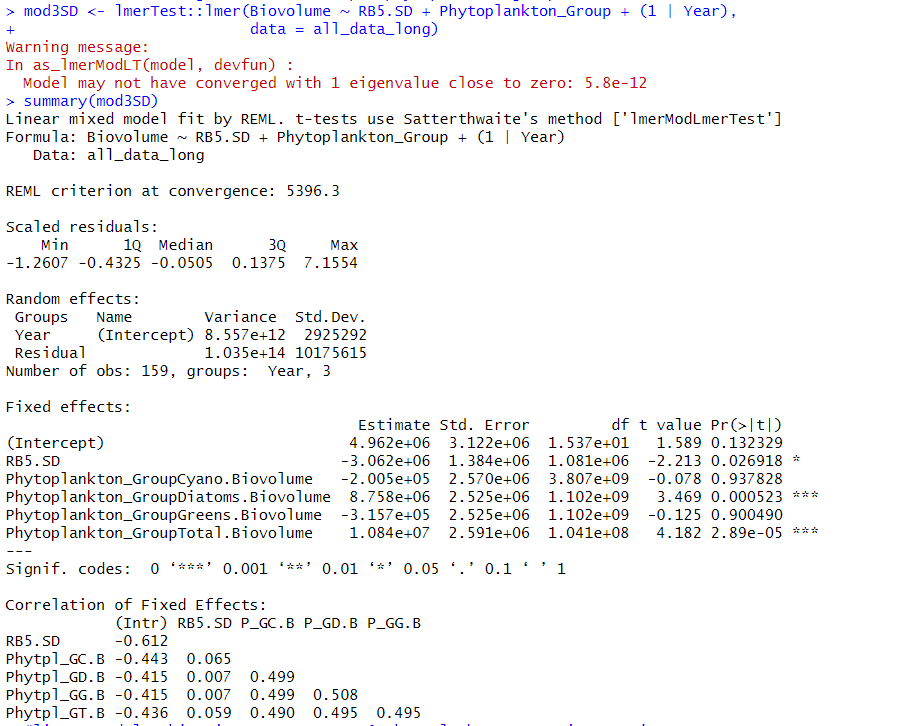 > mod3SD <- lmerTest::lmer(Biovolume ~ RB5.SD + Phytoplankton_Group + (1 | Year),
+                          data = all_data_long)
Warning message:
In as_lmerModLT(model, devfun) :
  Model may not have converged with 1 eigenvalue close to zero: 5.8e-12
> summary(mod3SD)
Linear mixed model fit by REML. t-tests use Satterthwaite's method ['lmerModLmerTest']
Formula: Biovolume ~ RB5.SD + Phytoplankton_Group + (1 | Year)
   Data: all_data_long
REML criterion at convergence: 5396.3
Scaled residuals:
    Min      1Q  Median      3Q     Max
-1.2607 -0.4325 -0.0505  0.1375  7.1554
Random effects:
 Groups   Name        Variance  Std.Dev.
 Year     (Intercept) 8.557e+12  2925292
 Residual             1.035e+14 10175615
Number of obs: 159, groups:  Year, 3
Fixed effects:
                                       Estimate Std. Error         df t value Pr(>|t|)
(Intercept)                           4.962e+06  3.122e+06  1.537e+01   1.589 0.132329
RB5.SD                               -3.062e+06  1.384e+06  1.081e+06  -2.213 0.026918 *
Phytoplankton_GroupCyano.Biovolume   -2.005e+05  2.570e+06  3.807e+09  -0.078 0.937828
Phytoplankton_GroupDiatoms.Biovolume  8.758e+06  2.525e+06  1.102e+09   3.469 0.000523 ***
Phytoplankton_GroupGreens.Biovolume  -3.157e+05  2.525e+06  1.102e+09  -0.125 0.900490
Phytoplankton_GroupTotal.Biovolume    1.084e+07  2.591e+06  1.041e+08   4.182 2.89e-05 ***
---
Signif. codes:  0 ‘***’ 0.001 ‘**’ 0.01 ‘*’ 0.05 ‘.’ 0.1 ‘ ’ 1
Correlation of Fixed Effects:
            (Intr) RB5.SD P_GC.B P_GD.B P_GG.B
RB5.SD      -0.612
Phytpl_GC.B -0.443  0.065
Phytpl_GD.B -0.415  0.007  0.499
Phytpl_GG.B -0.415  0.007  0.499  0.508
Phytpl_GT.B -0.436  0.059  0.490  0.495  0.495